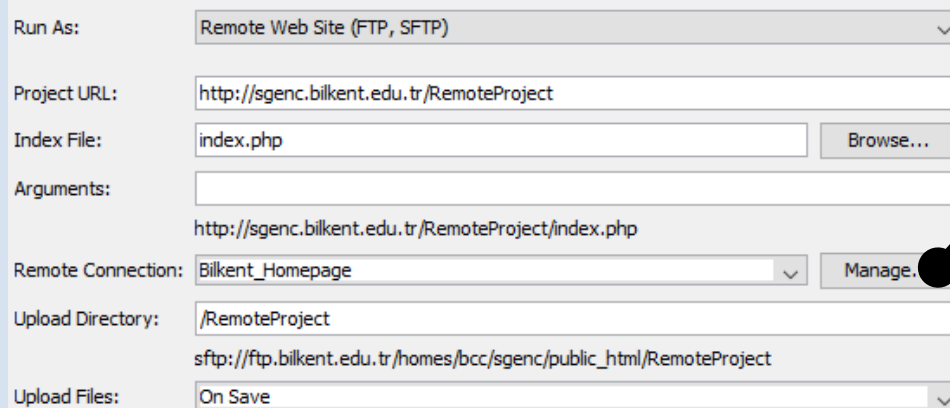 Run As: Remote Web Site (FTP, SFTP)
Project URL: http://sgenc.bilkent.edu.tr/RemoteProject
Index File: index.php Browse...
Arguments:
http://sgenc.bilkent.edu.tr/RemoteProject/index.php
Remote Connection: Bilkent_Homepage Manage.
Upload Directory: /RemoteProject
sftp://ftp.bilkent.edu.tr/homes/bcc/sgenc/public_html/RemoteProject
Upload Files: On Save